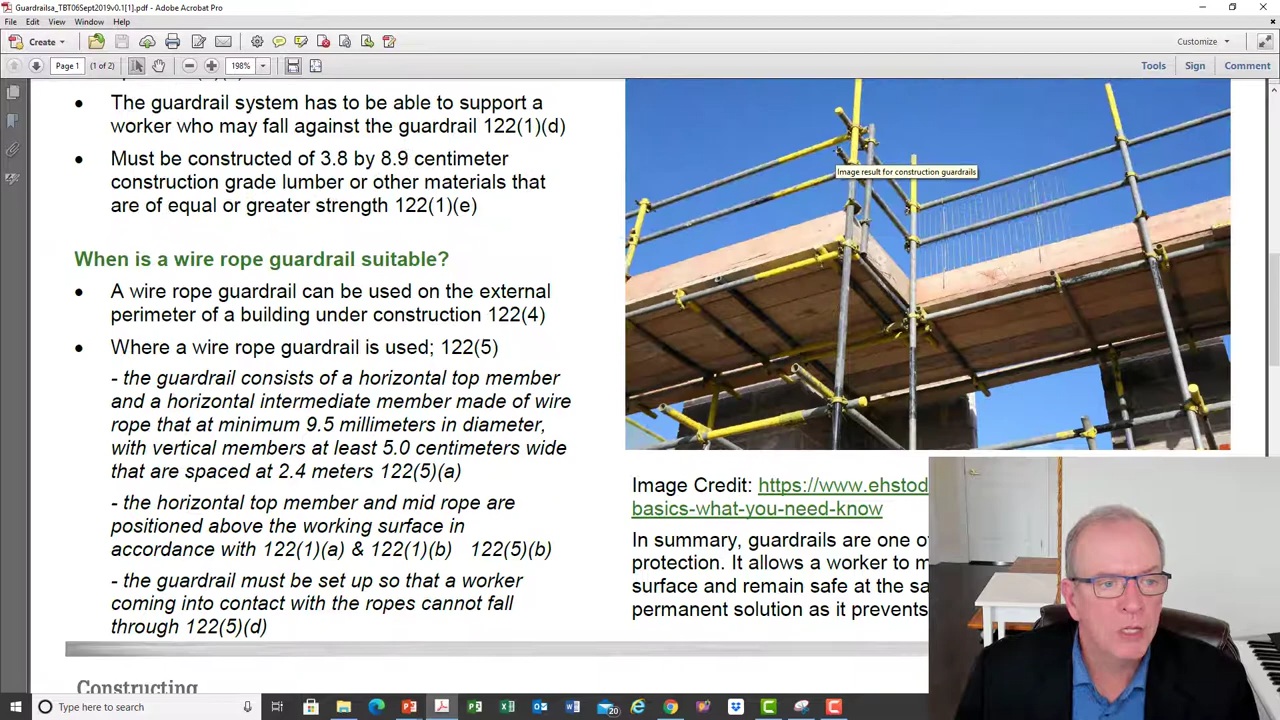 Guardrailsa_TBT06Sept2019v0.1[1].pdf - Adobe Acrobat Pro
File Edit View Window Help
Create
Customize
Page 1 (1 of 2) 198%
Tools Sign Comment
• The guardrail system has to be able to support a
worker who may fall against the guardrail 122(1)(d)
• Must be constructed of 3.8 by 8.9 centimeter
construction grade lumber or other materials that
are of equal or greater strength 122(1)(e)
When is a wire rope guardrail suitable?
• A wire rope guardrail can be used on the external
perimeter of a building under construction 122(4)
• Where a wire rope guardrail is used; 122(5)
- the guardrail consists of a horizontal top member
and a horizontal intermediate member made of wire
rope that at minimum 9.5 millimeters in diameter,
with vertical members at least 5.0 centimeters wide
that are spaced at 2.4 meters 122(5)(a)
- the horizontal top member and mid rope are
positioned above the working surface in
accordance with 122(1)(a) & 122(1)(b) 122(5)(b)
- the guardrail must be set up so that a worker
coming into contact with the ropes cannot fall
through 122(5)(d)
Constructing
Image result for construction guardrails
Image Credit: https://www.ehstod
basics-what-you-need-know
In summary, guardrails are one o
protection. It allows a worker to m
surface and remain safe at the sa
permanent solution as it prevents
Type here to search
20